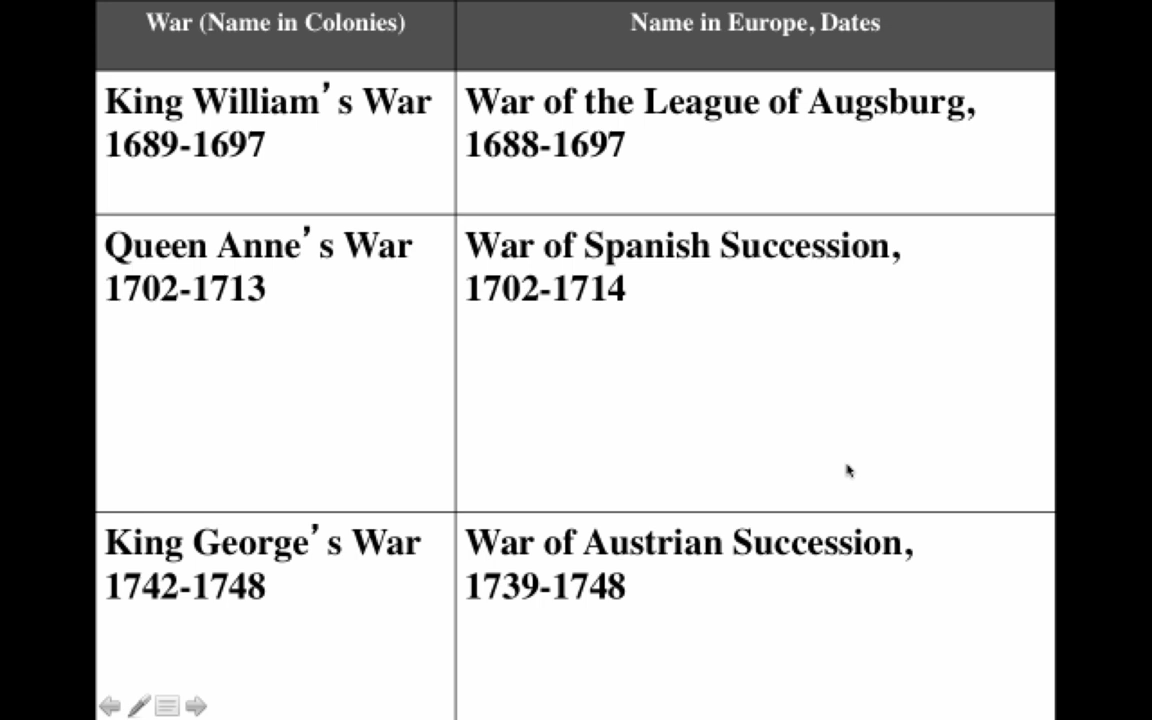 War (Name in Colonies)
Name in Europe, Dates
King William’s War
1689-1697
War of the League of Augsburg,
1688-1697
Queen Anne’s War
1702-1713
War of Spanish Succession,
1702-1714
King George’s War
1742-1748
War of Austrian Succession,
1739-1748